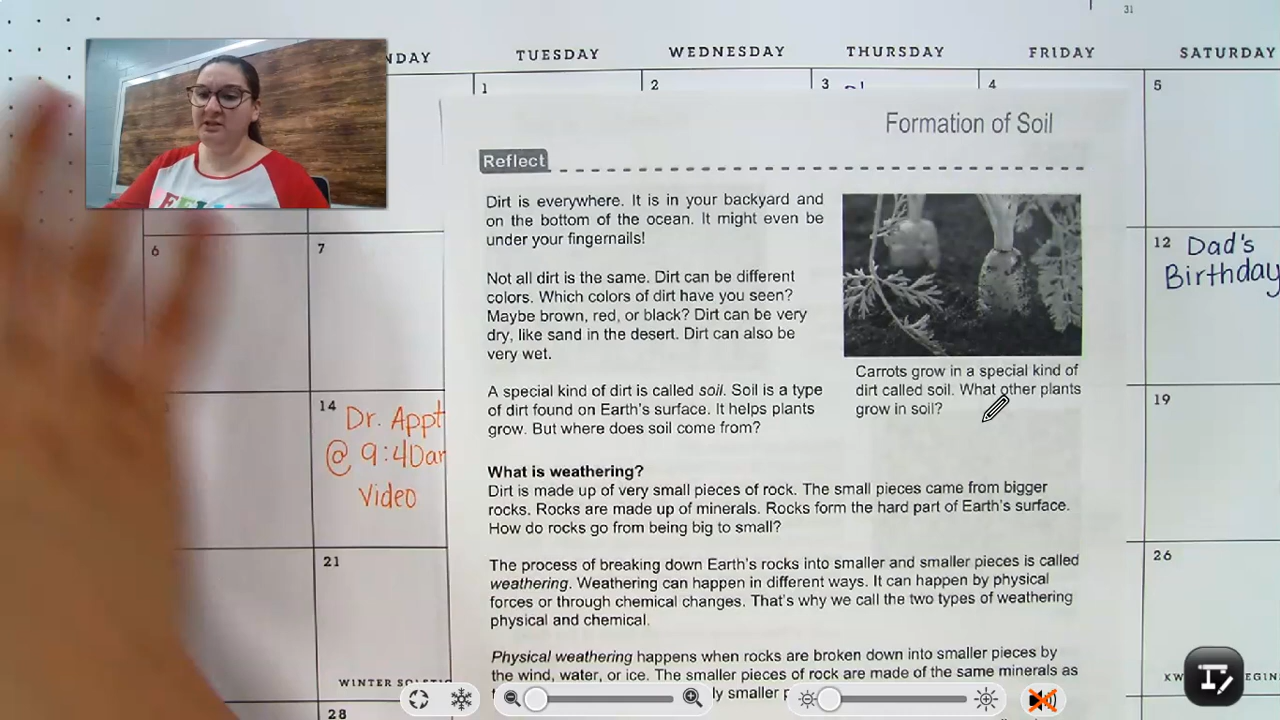 31
NDAY TUESDAY WEDNESDAY THURSDAY FRIDAY SATURDAY
1 2 3 4 5
Formation of Soil
Reflect
Dirt is everywhere. It is in your backyard and
on the bottom of the ocean. It might even be
under your fingernails!
Not all dirt is the same. Dirt can be different
colors. Which colors of dirt have you seen?
Maybe brown, red, or black? Dirt can be very
dry, like sand in the desert. Dirt can also be
very wet.
A special kind of dirt is called soil. Soil is a type
of dirt found on Earth's surface. It helps plants
grow. But where does soil come from?
Carrots grow in a special kind of
dirt called soil. What other plants
grow in soil?
What is weathering?
Dirt is made up of very small pieces of rock. The small pieces came from bigger
rocks. Rocks are made up of minerals. Rocks form the hard part of Earth's surface.
How do rocks go from being big to small?
The process of breaking down Earth's rocks into smaller and smaller pieces is called
weathering. Weathering can happen in different ways. It can happen by physical
forces or through chemical changes. That's why we call the two types of weathering
physical and chemical.
Physical weathering happens when rocks are broken down into smaller pieces by
the wind, water, or ice. The smaller pieces of rock are made of the same minerals as
smaller
6 7
12 Dad's
Birthday
14 Dr. Appt
@ 9:40am
Video
19
21
26
WINTER
28